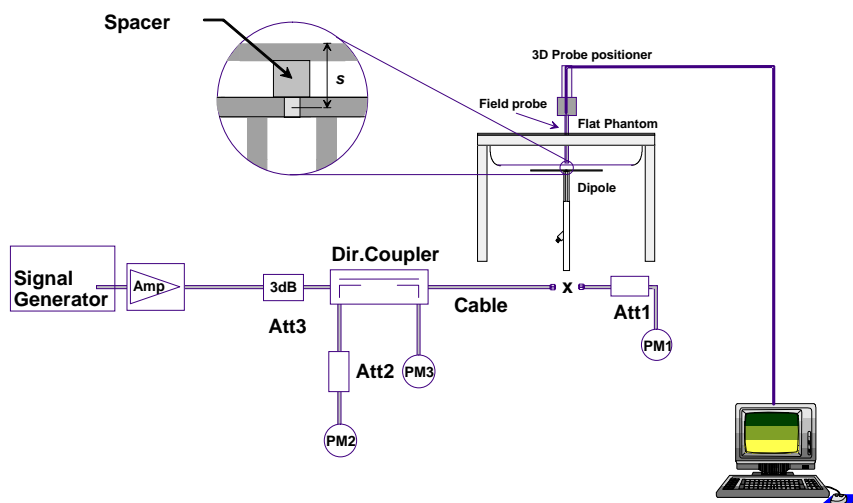 Spacer
s
3D Probe positioner
Field probe
Flat Phantom
Dipole
Dir.Coupler
Signal
Generator
Amp
3dB
Att3
Cable
x
Att1
PM1
Att2
PM3
PM2